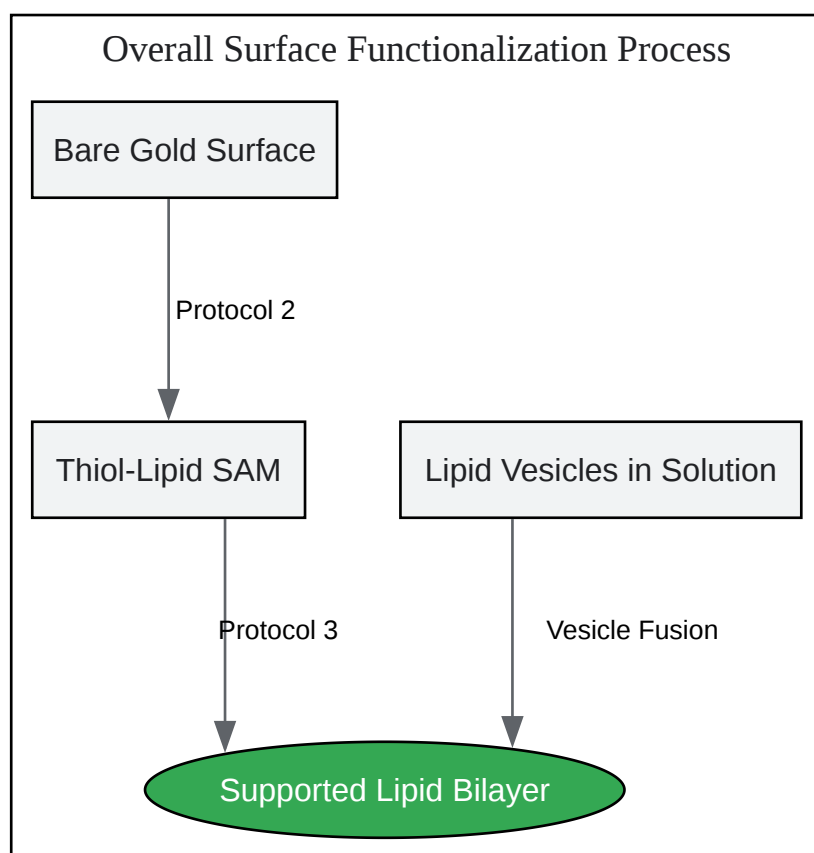 Overall Surface Functionalization Process
Bare Gold Surface
Protocol 2
Thiol-Lipid SAM
Lipid Vesicles in Solution
Protocol 3
Vesicle Fusion
Supported Lipid Bilayer